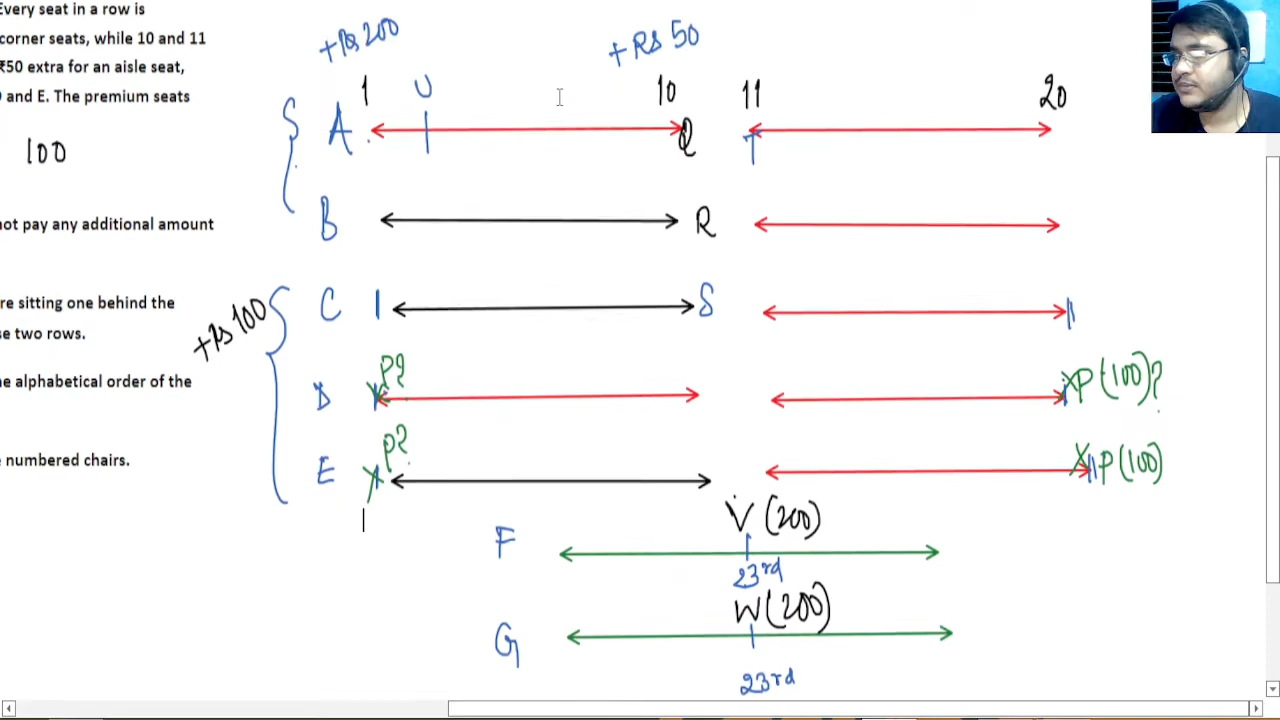 Every seat in a row is
corner seats, while 10 and 11
₹50 extra for an aisle seat,
and E. The premium seats
100
not pay any additional amount
re sitting one behind the
se two rows.
e alphabetical order of the
numbered chairs.
+Rs 200
+Rs 50
1 U 10 11 20
A Q T
B R
+Rs 100
C S
D P? P(100)?
E P? P(100)
V (200)
F
23rd
W(200)
G
23rd